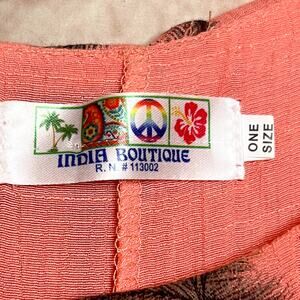 INDIA BOUTIQUE
R. N. # 113002
ONE
SIZE